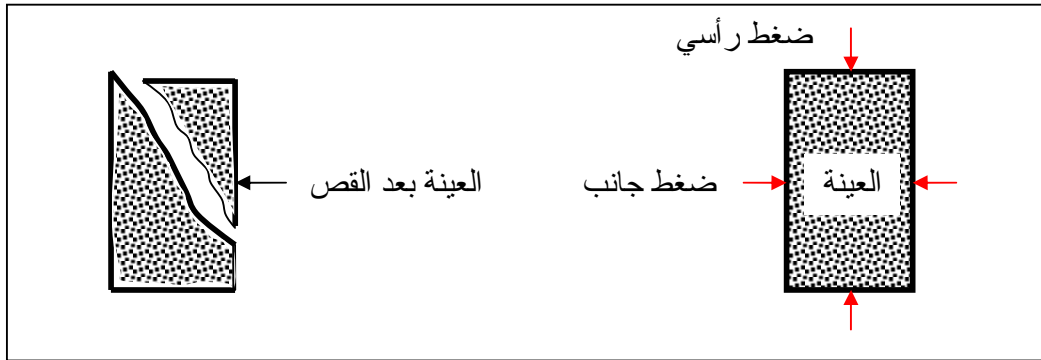 ضغط رأسي
العينة
ضغط جانب
العينة بعد القص